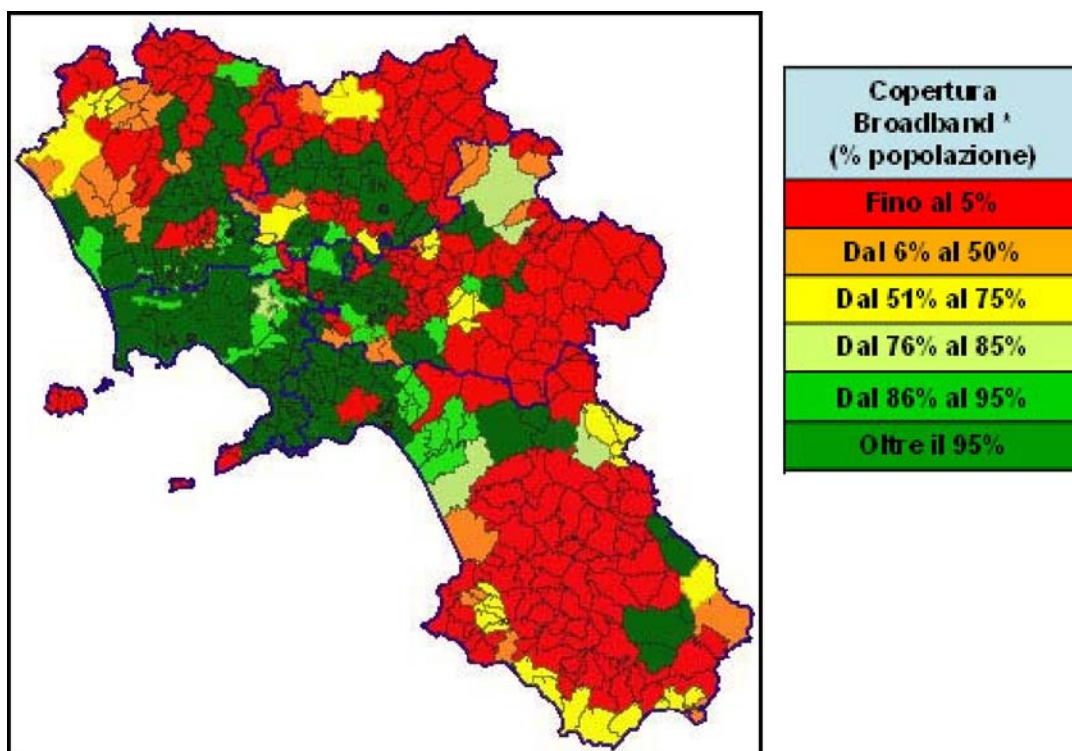 Copertura
Broadband *
(% popolazione)
Fino al 5%
Dal 6% al 50%
Dal 51% al 75%
Dal 76% al 85%
Dal 86% al 95%
Oltre il 95%